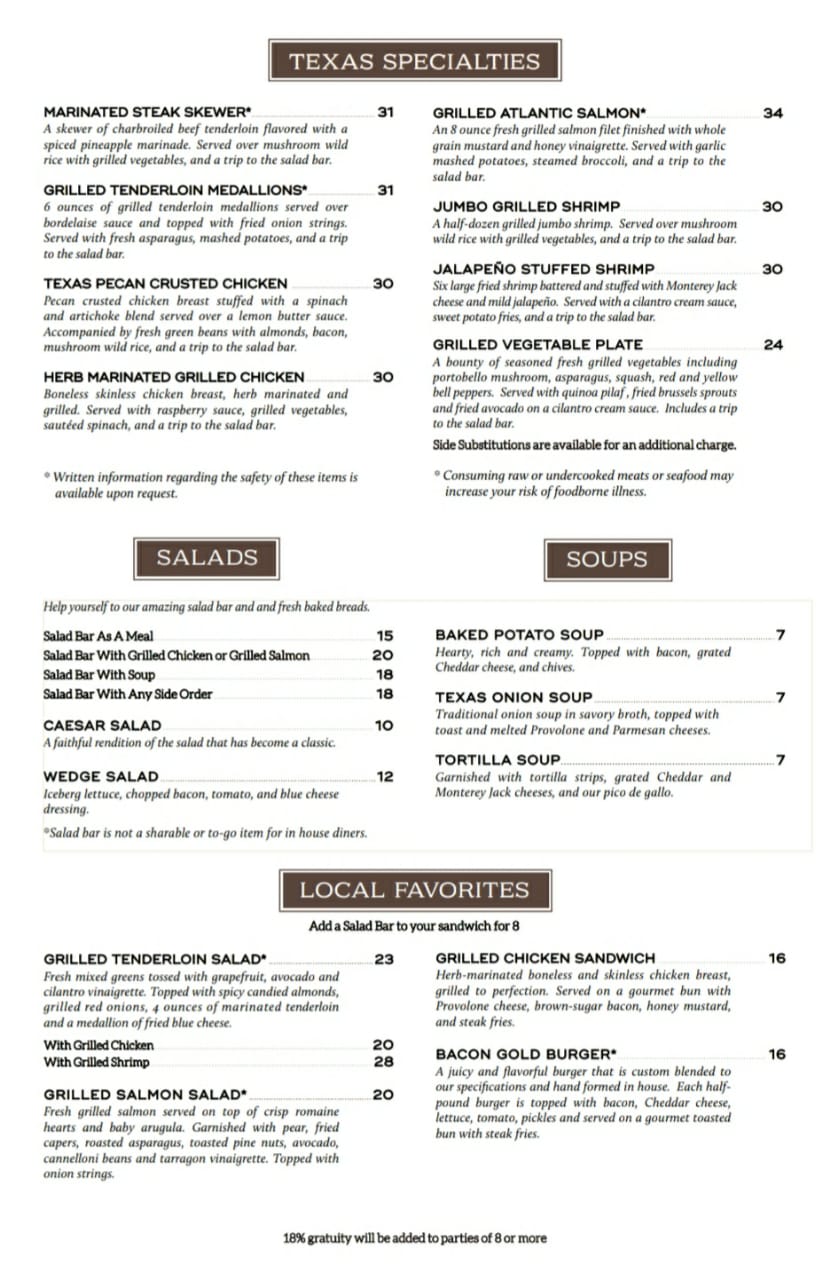 TEXAS SPECIALTIES
MARINATED STEAK SKEWER* 31
A skewer of charbroiled beef tenderloin flavored with a
spiced pineapple marinade. Served over mushroom wild
rice with grilled vegetables, and a trip to the salad bar.
GRILLED TENDERLOIN MEDALLIONS* 31
6 ounces of grilled tenderloin medallions served over
bordelaise sauce and topped with fried onion strings.
Served with fresh asparagus, mashed potatoes, and a trip
to the salad bar.
TEXAS PECAN CRUSTED CHICKEN 30
Pecan crusted chicken breast stuffed with a spinach
and artichoke blend served over a lemon butter sauce.
Accompanied by fresh green beans with almonds, bacon,
mushroom wild rice, and a trip to the salad bar.
HERB MARINATED GRILLED CHICKEN 30
Boneless skinless chicken breast, herb marinated and
grilled. Served with raspberry sauce, grilled vegetables,
sautéed spinach, and a trip to the salad bar.
* Written information regarding the safety of these items is
available upon request.
GRILLED ATLANTIC SALMON* 34
An 8 ounce fresh grilled salmon filet finished with whole
grain mustard and honey vinaigrette. Served with garlic
mashed potatoes, steamed broccoli, and a trip to the
salad bar.
JUMBO GRILLED SHRIMP 30
A half-dozen grilled jumbo shrimp. Served over mushroom
wild rice with grilled vegetables, and a trip to the salad bar.
JALAPEÑO STUFFED SHRIMP 30
Six large fried shrimp battered and stuffed with Monterey Jack
cheese and mild jalapeño. Served with a cilantro cream sauce,
sweet potato fries, and a trip to the salad bar.
GRILLED VEGETABLE PLATE 24
A bounty of seasoned fresh grilled vegetables including
portobello mushroom, asparagus, squash, red and yellow
bell peppers. Served with quinoa pilaf, fried brussels sprouts
and fried avocado on a cilantro cream sauce. Includes a trip
to the salad bar.
Side Substitutions are available for an additional charge.
* Consuming raw or undercooked meats or seafood may
increase your risk of foodborne illness.
SALADS
Help yourself to our amazing salad bar and and fresh baked breads.
Salad Bar As A Meal 15
Salad Bar With Grilled Chicken or Grilled Salmon 20
Salad Bar With Soup 18
Salad Bar With Any Side Order 18
CAESAR SALAD 10
A faithful rendition of the salad that has become a classic.
WEDGE SALAD 12
Iceberg lettuce, chopped bacon, tomato, and blue cheese
dressing.
*Salad bar is not a sharable or to-go item for in house diners.
SOUPS
BAKED POTATO SOUP 7
Hearty, rich and creamy. Topped with bacon, grated
Cheddar cheese, and chives.
TEXAS ONION SOUP 7
Traditional onion soup in savory broth, topped with
toast and melted Provolone and Parmesan cheeses.
TORTILLA SOUP 7
Garnished with tortilla strips, grated Cheddar and
Monterey Jack cheeses, and our pico de gallo.
LOCAL FAVORITES
Add a Salad Bar to your sandwich for 8
GRILLED TENDERLOIN SALAD* 23
Fresh mixed greens tossed with grapefruit, avocado and
cilantro vinaigrette. Topped with spicy candied almonds,
grilled red onions, 4 ounces of marinated tenderloin
and a medallion of fried blue cheese.
With Grilled Chicken 20
With Grilled Shrimp 28
GRILLED SALMON SALAD* 20
Fresh grilled salmon served on top of crisp romaine
hearts and baby arugula. Garnished with pear, fried
capers, roasted asparagus, toasted pine nuts, avocado,
cannelloni beans and tarragon vinaigrette. Topped with
onion strings.
GRILLED CHICKEN SANDWICH 16
Herb-marinated boneless and skinless chicken breast,
grilled to perfection. Served on a gourmet bun with
Provolone cheese, brown-sugar bacon, honey mustard,
and steak fries.
BACON GOLD BURGER* 16
A juicy and flavorful burger that is custom blended to
our specifications and hand formed in house. Each half-
pound burger is topped with bacon, Cheddar cheese,
lettuce, tomato, pickles and served on a gourmet toasted
bun with steak fries.
18% gratuity will be added to parties of 8 or more